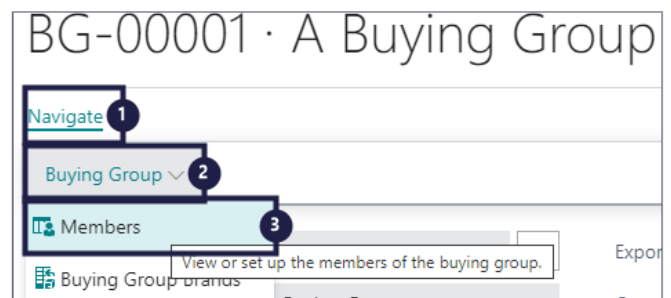 BG-00001 · A Buying Group
Navigate 1
Buying Group 2
Members 3
View or set up the members of the buying group.
Expor
Buying Group Brands